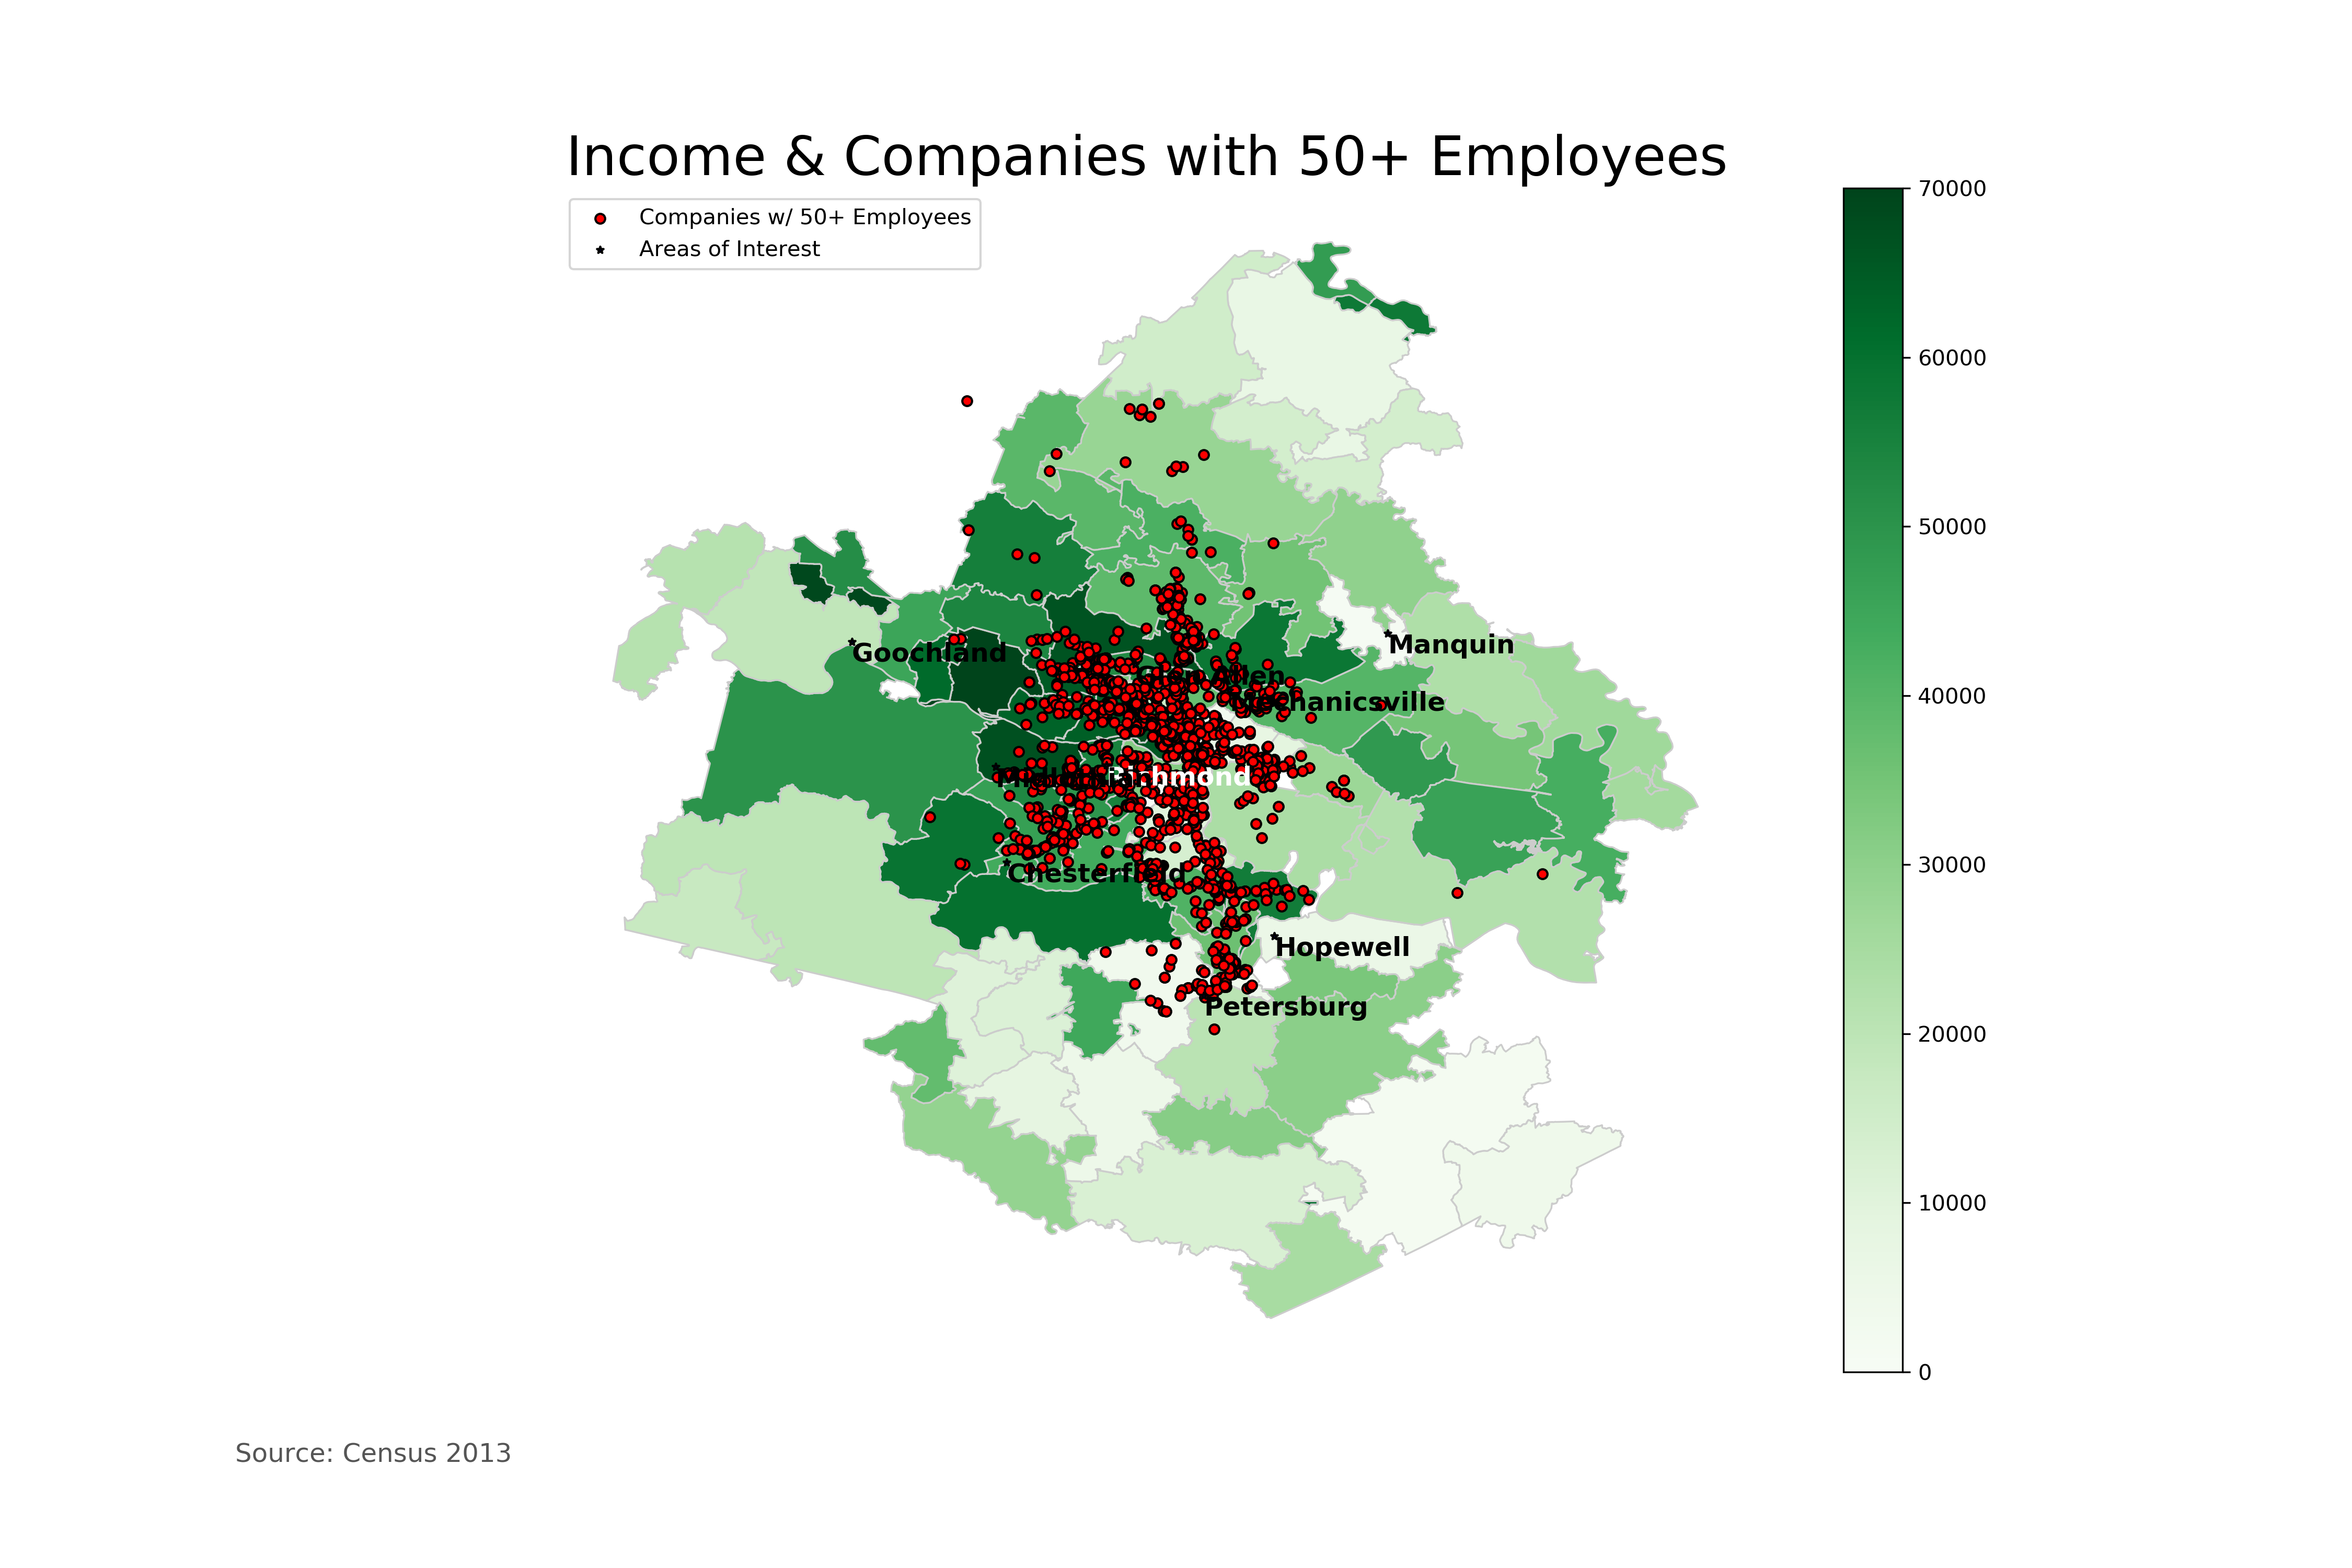 Income & Companies with 50+ Employees
Companies w/ 50+ Employees
Areas of Interest
70000
60000
50000
40000
30000
20000
10000
0
Manquin
Goochland
Glen Allen
Mechanicsville
Richmond
Chesterfield
Hopewell
Petersburg
Source: Census 2013